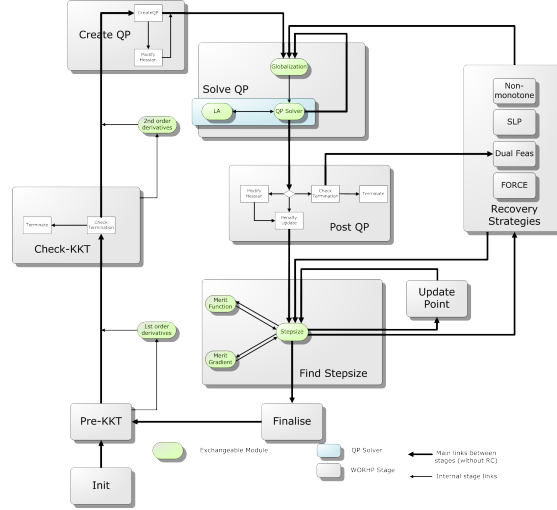 Create QP
CreateQP
Modify
Hessian
Globalization
Solve QP
LA
QP Solver
Non-
monotone
SLP
Dual Feas
FORCE
Recovery
Strategies
2nd order
derivatives
Modify
Hessian
Check
Termination
Terminate
Penalty
Update
Post QP
Terminate
Check
Termination
Check-KKT
Update
Point
Merit
Function
Stepsize
Merit
Gradient
Find Stepsize
1st order
derivatives
Pre-KKT
Finalise
Init
Exchangeable Module
QP Solver
WORHP Stage
Main links between
stages (without RC)
Internal stage links